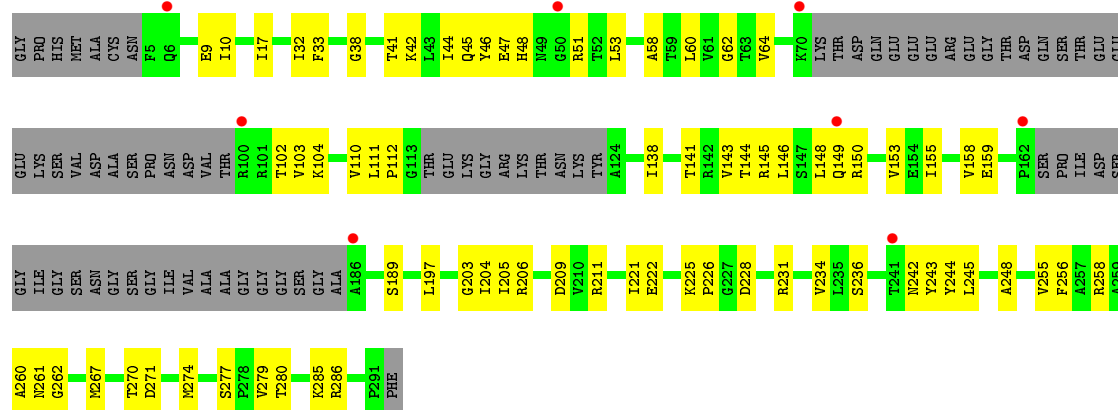 GLY PRO HIS MET ALA CYS ASN F5 Q6 E9 I10 I17 I32 F33 G38 T41 K42 L43 I44 Q45 Y46 E47 H48 N49 G50 R51 T52 L53 A58 T59 L60 V61 G62 T63 V64 K70 LYS THR ASP GLN GLU GLU GLU ARG GLU GLY THR ASP GLN SER THR GLU
GLU LYS SER VAL ASP ALA SER PRO ASN ASP VAL THR R100 R101 T102 V103 K104 V110 L111 P112 G113 THR GLU LYS GLY ARG LYS THR ASN LYS TYR A124 I138 T141 R142 V143 T144 R145 L146 S147 L148 Q149 R150 V153 E154 I155 V158 E159 P162 SER PRO ILE ASP
GLY ILE GLY SER ASN GLY SER GLY ILE VAL ALA ALA GLY GLY GLY SER GLY ALA A186 S189 L197 G203 I204 I205 R206 D209 V210 R211 I221 E222 K225 P226 G227 D228 R231 V234 L235 S236 T241 N242 Y243 Y244 L245 A248 V255 F256 A257 R258
A260 N261 G262 M267 T270 D271 M274 S277 P278 V279 T280 K285 R286 P291 PHE